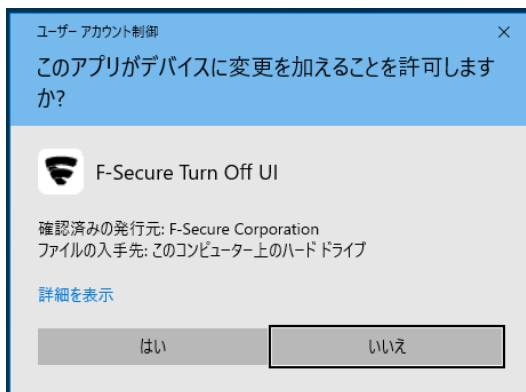 ユーザー アカウント制御
このアプリがデバイスに変更を加えることを許可します
か?
F-Secure Turn Off UI
確認済みの発行元: F-Secure Corporation
ファイルの入手先: このコンピューター上のハード ドライブ
詳細を表示
はい
いいえ